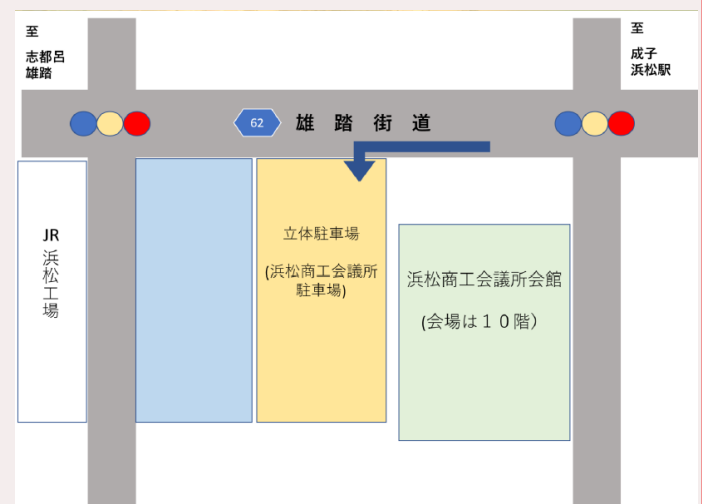 至
志都呂
雄踏
至
成子
浜松駅
62
雄踏街道
JR
浜松工場
立体駐車場
(浜松商工会議所
駐車場)
浜松商工会議所会館
(会場は１０階）